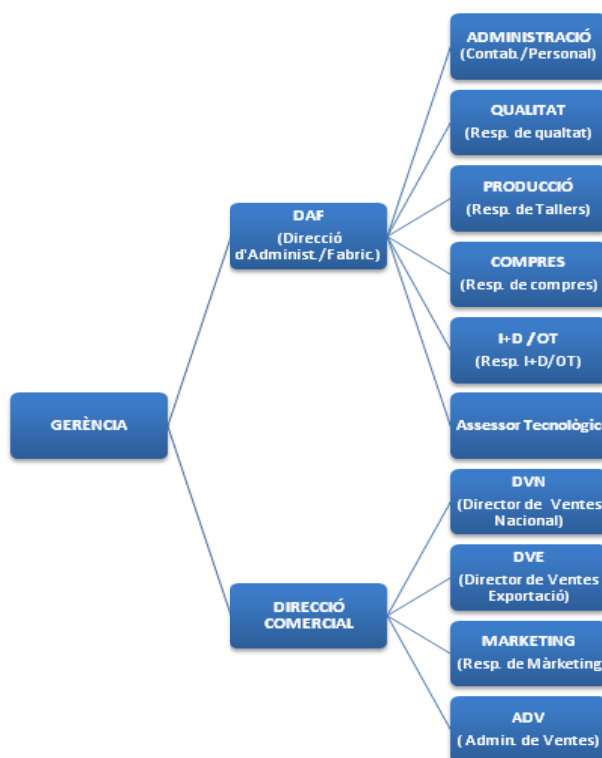 ADMINISTRACIÓ
(Contab./Personal)
QUALITAT
(Resp. de qualtat)
PRODUCCIÓ
(Resp. de Tallers)
DAF
(Direcció
d'Administ./Fabric.)
COMPRES
(Resp. de compres)
I+D /OT
(Resp. I+D/OT)
GERÈNCIA
Assessor Tecnològic
DVN
(Director de Ventes
Nacional)
DVE
(Director de Ventes
Exportació)
DIRECCIÓ
COMERCIAL
MARKETING
(Resp. de Màrketing
ADV
( Admin. de Ventes)